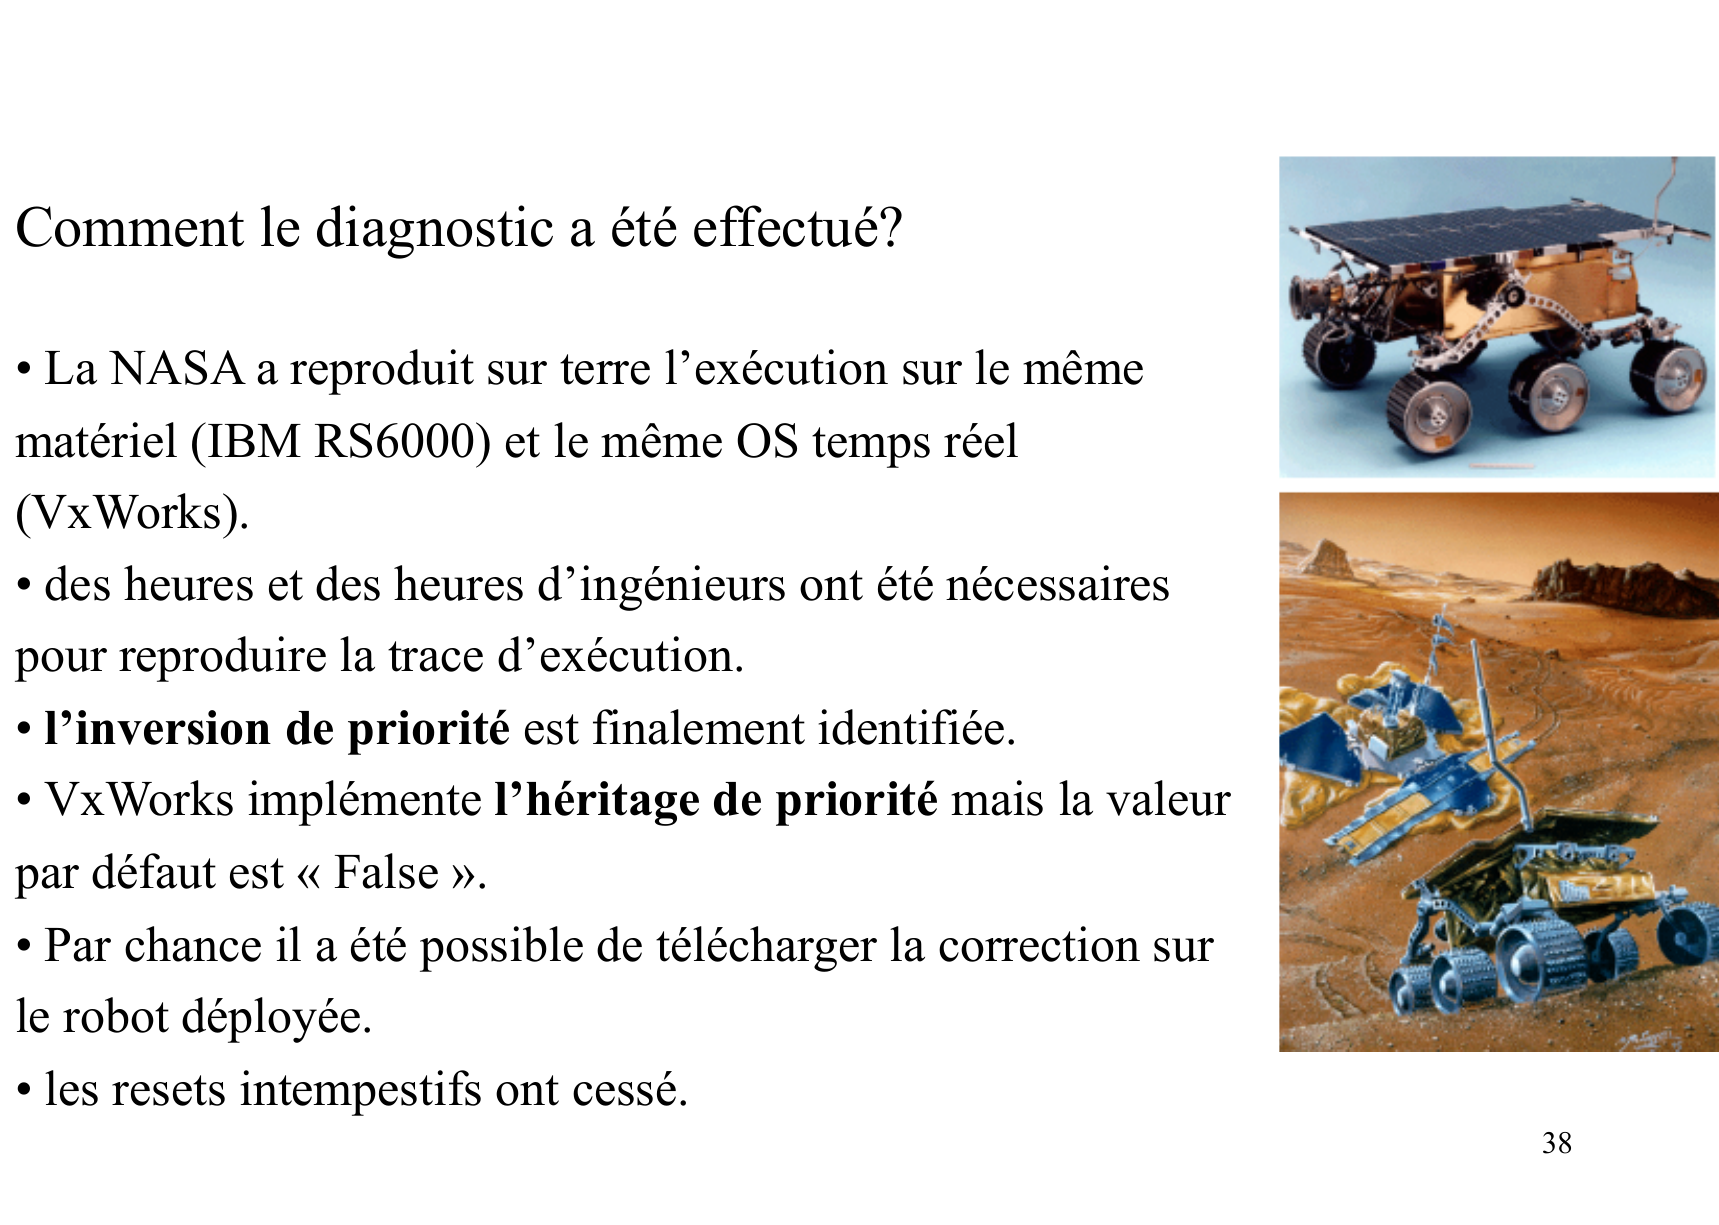 Comment le diagnostic a été effectué?
• La NASA a reproduit sur terre l’exécution sur le même
matériel (IBM RS6000) et le même OS temps réel
(VxWorks).
• des heures et des heures d’ingénieurs ont été nécessaires
pour reproduire la trace d’exécution.
• l’inversion de priorité est finalement identifiée.
• VxWorks implémente l’héritage de priorité mais la valeur
par défaut est « False ».
• Par chance il a été possible de télécharger la correction sur
le robot déployée.
• les resets intempestifs ont cessé.
38